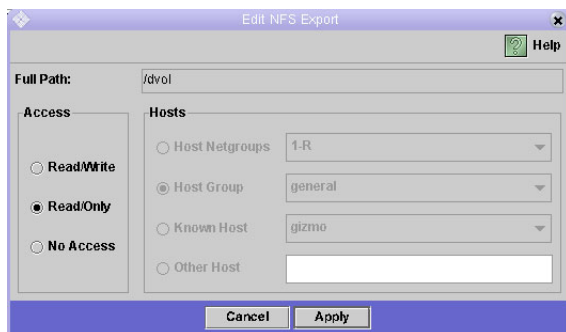 Edit NFS Export
Help
Full Path: /dvol
Access
Read/Write
Read/Only
No Access
Hosts
Host Netgroups 1-R
Host Group general
Known Host gizmo
Other Host
Cancel Apply